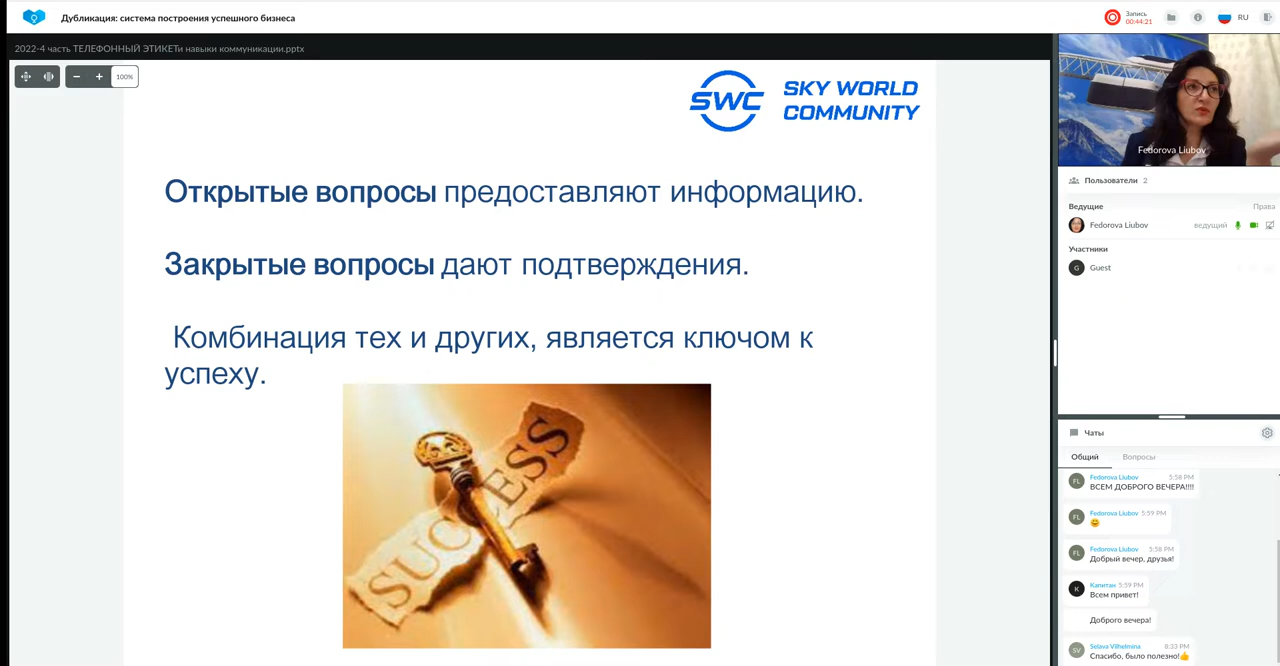 Дубликация: система построения успешного бизнеса
Запись
00:44:21
RU
2022-4 часть ТЕЛЕФОННЫЙ ЭТИКЕТи навыки коммуникации.pptx
100%
SWC
SKY WORLD
COMMUNITY
Открытые вопросы предоставляют информацию.
Закрытые вопросы дают подтверждения.
Комбинация тех и других, является ключом к
успеху.
SUCCESS
Fedorova Liubov
Пользователи 2
Ведущие Права
Fedorova Liubov ведущий
Участники
G Guest
Чаты
Общий Вопросы
FL Fedorova Liubov 5:58 PM
ВСЕМ ДОБРОГО ВЕЧЕРА!!!!
FL Fedorova Liubov 5:59 PM
😊
FL Fedorova Liubov 5:58 PM
Добрый вечер, друзья!
K Капитан 5:59 PM
Всем привет!
Доброго вечера!
SV Selava Vilhelmina 8:33 PM
Спасибо, было полезно!👍